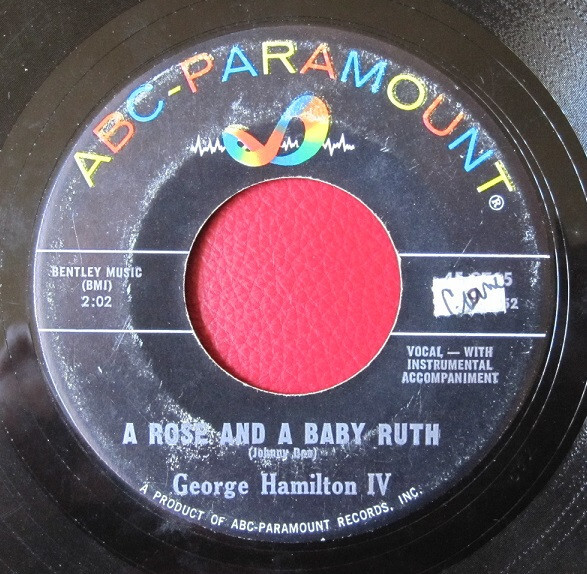 ABC-PARAMOUNT®
BENTLEY MUSIC
(BMI)
2:02
52
VOCAL — WITH
INSTRUMENTAL
ACCOMPANIMENT
A ROSE AND A BABY RUTH
(Johnny Dee)
George Hamilton IV
A PRODUCT OF ABC-PARAMOUNT RECORDS, INC.